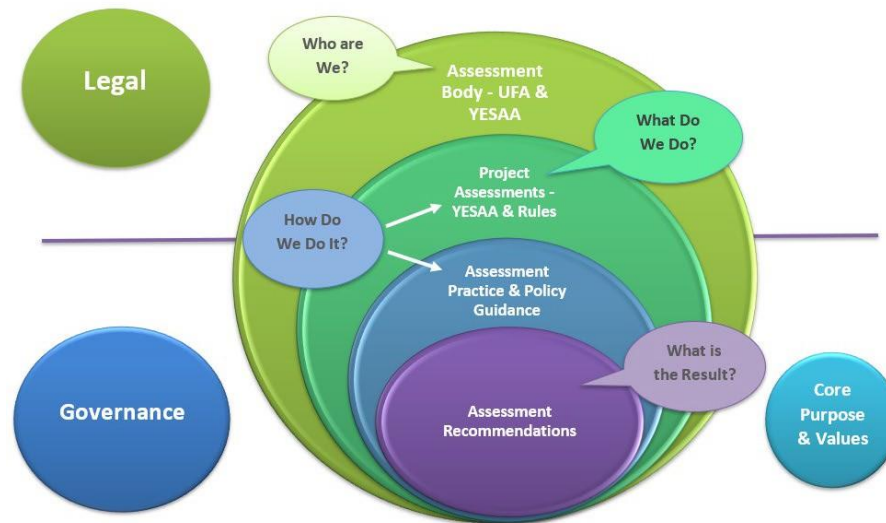 Legal
Who are
We?
Assessment
Body - UFA &
YESAA
What Do
We Do?
Project
Assessments -
YESAA & Rules
How Do
We Do It?
Assessment
Practice & Policy
Guidance
What is
the Result?
Governance
Assessment
Recommendations
Core
Purpose
& Values